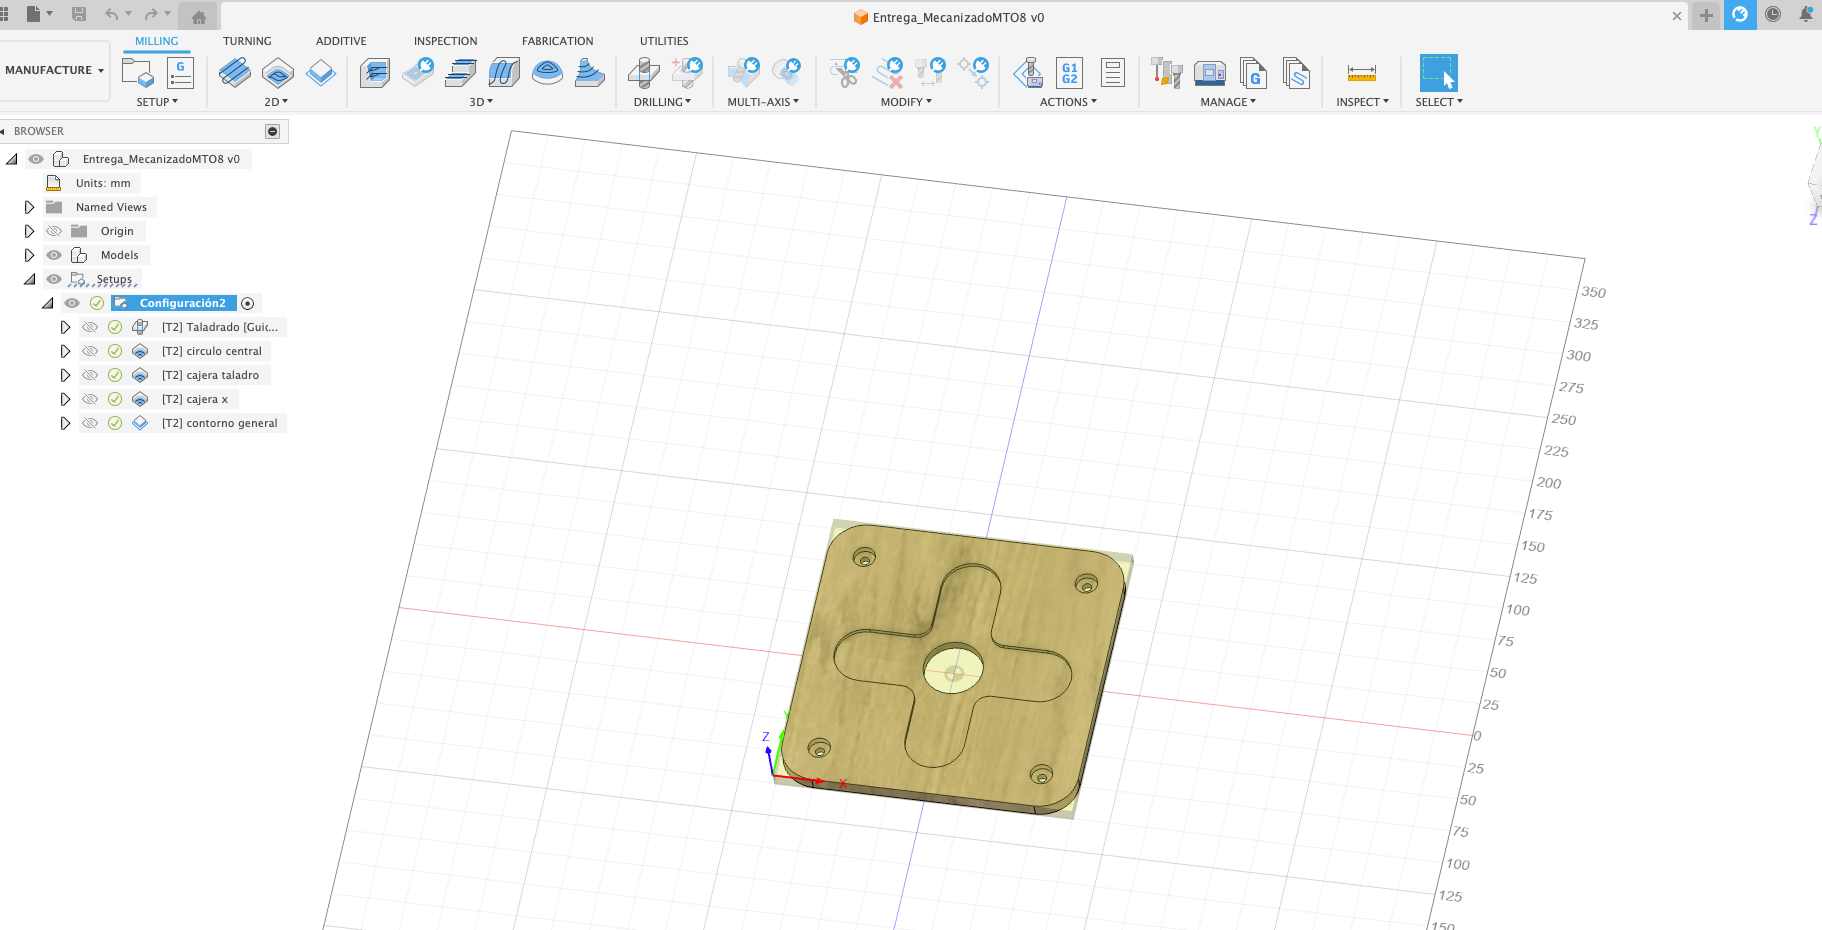 Entrega_MecanizadoMTO8 v0
MILLING TURNING ADDITIVE INSPECTION FABRICATION UTILITIES
MANUFACTURE
G
G1
G2
G
SETUP 2D 3D DRILLING MULTI-AXIS MODIFY ACTIONS MANAGE INSPECT SELECT
BROWSER
Entrega_MecanizadoMTO8 v0
Units: mm
Named Views
Origin
Models
Setups
Configuración2
[T2] Taladrado [Guic...
[T2] circulo central
[T2] cajera taladro
[T2] cajera x
[T2] contorno general
Y
Z
350
325
300
275
250
225
200
175
150
125
100
75
50
25
0
25
50
75
100
125
150
Y
Z
X